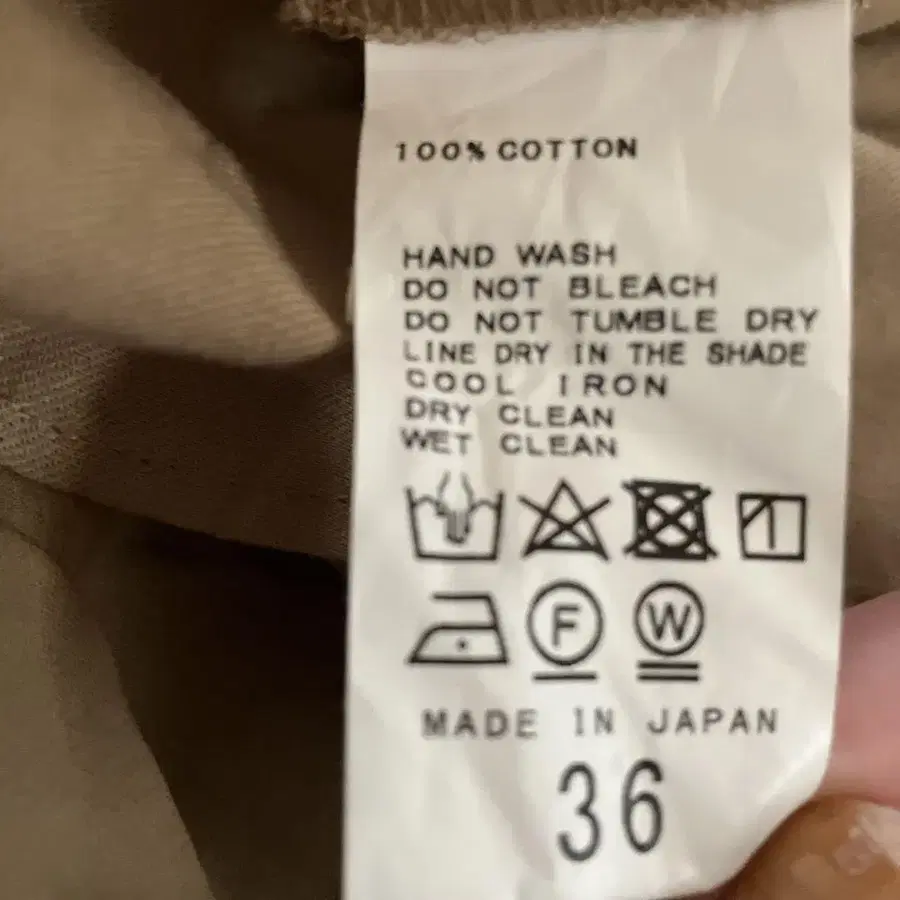 100% COTTON
HAND WASH
DO NOT BLEACH
DO NOT TUMBLE DRY
LINE DRY IN THE SHADE
COOL IRON
DRY CLEAN
WET CLEAN
F W
MADE IN JAPAN
36